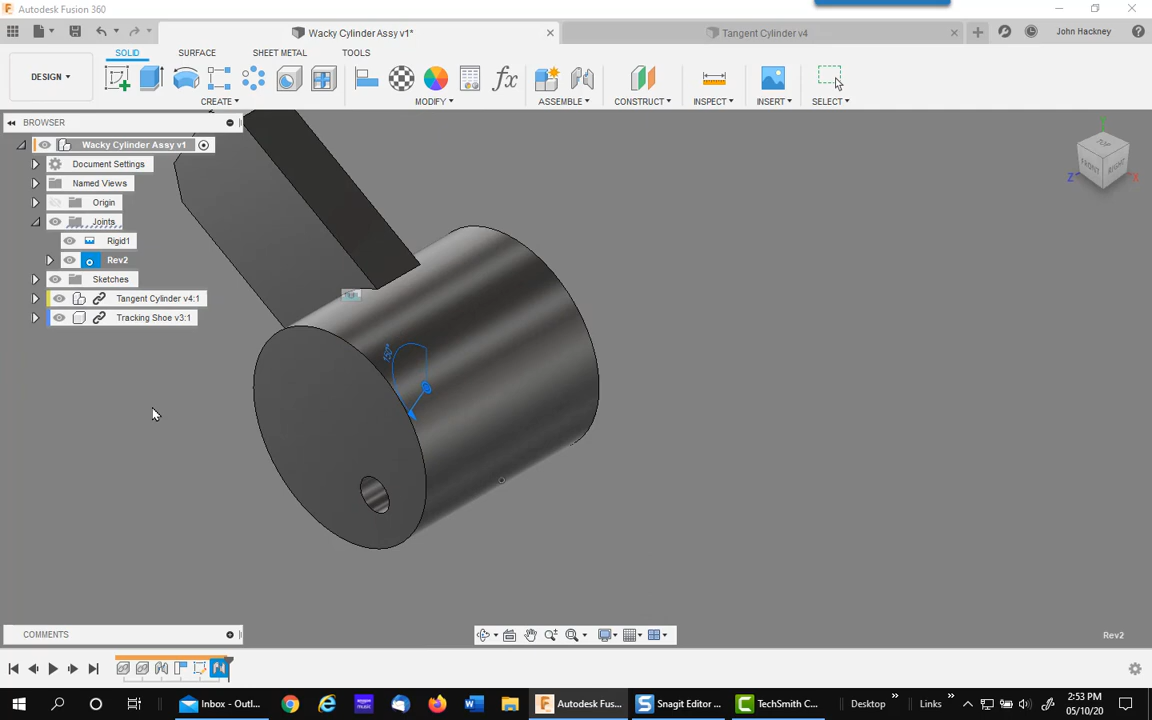 Autodesk Fusion 360
Wacky Cylinder Assy v1*
Tangent Cylinder v4
John Hackney
DESIGN
SOLID
SURFACE
SHEET METAL
TOOLS
CREATE
MODIFY
ASSEMBLE
CONSTRUCT
INSPECT
INSERT
SELECT
BROWSER
Wacky Cylinder Assy v1
Document Settings
Named Views
Origin
Joints
Rigid1
Rev2
Sketches
Tangent Cylinder v4:1
Tracking Shoe v3:1
TOP
FRONT
RIGHT
Z
X
COMMENTS
Rev2
Inbox - Outl...
Autodesk Fus...
Snagit Editor ...
TechSmith C...
Desktop
Links
2:53 PM
05/10/20